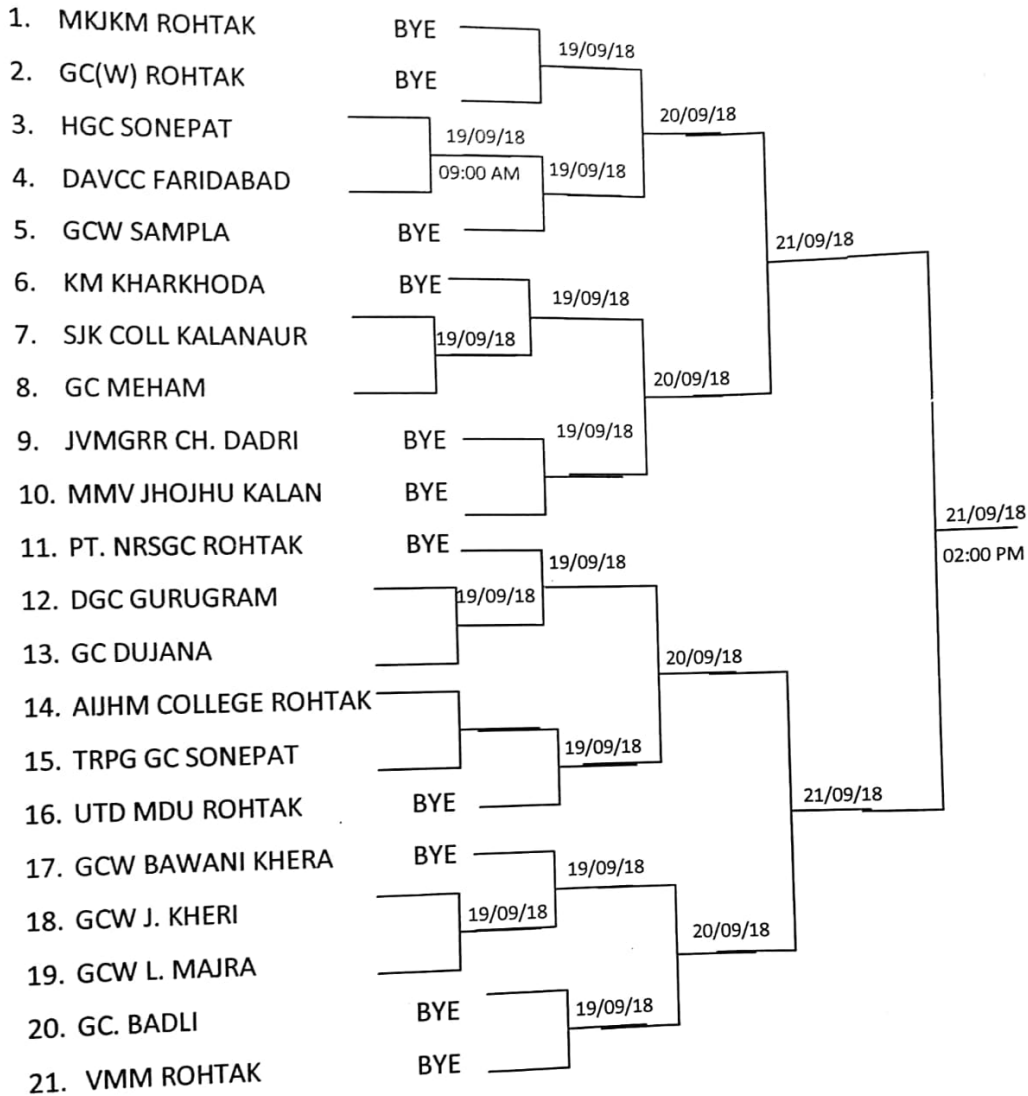 1. MKJKM ROHTAK BYE
19/09/18
2. GC(W) ROHTAK BYE
20/09/18
3. HGC SONEPAT
19/09/18
09:00 AM
19/09/18
4. DAVCC FARIDABAD
5. GCW SAMPLA BYE
21/09/18
6. KM KHARKHODA BYE
19/09/18
7. SJK COLL KALANAUR
19/09/18
8. GC MEHAM
20/09/18
9. JVMGRR CH. DADRI BYE
19/09/18
10. MMV JHOJHU KALAN BYE
21/09/18
02:00 PM
11. PT. NRSGC ROHTAK BYE
19/09/18
12. DGC GURUGRAM
19/09/18
13. GC DUJANA
20/09/18
14. AIJHM COLLEGE ROHTAK
15. TRPG GC SONEPAT
19/09/18
16. UTD MDU ROHTAK BYE
21/09/18
17. GCW BAWANI KHERA BYE
19/09/18
18. GCW J. KHERI
19/09/18
20/09/18
19. GCW L. MAJRA
20. GC. BADLI BYE
19/09/18
21. VMM ROHTAK BYE